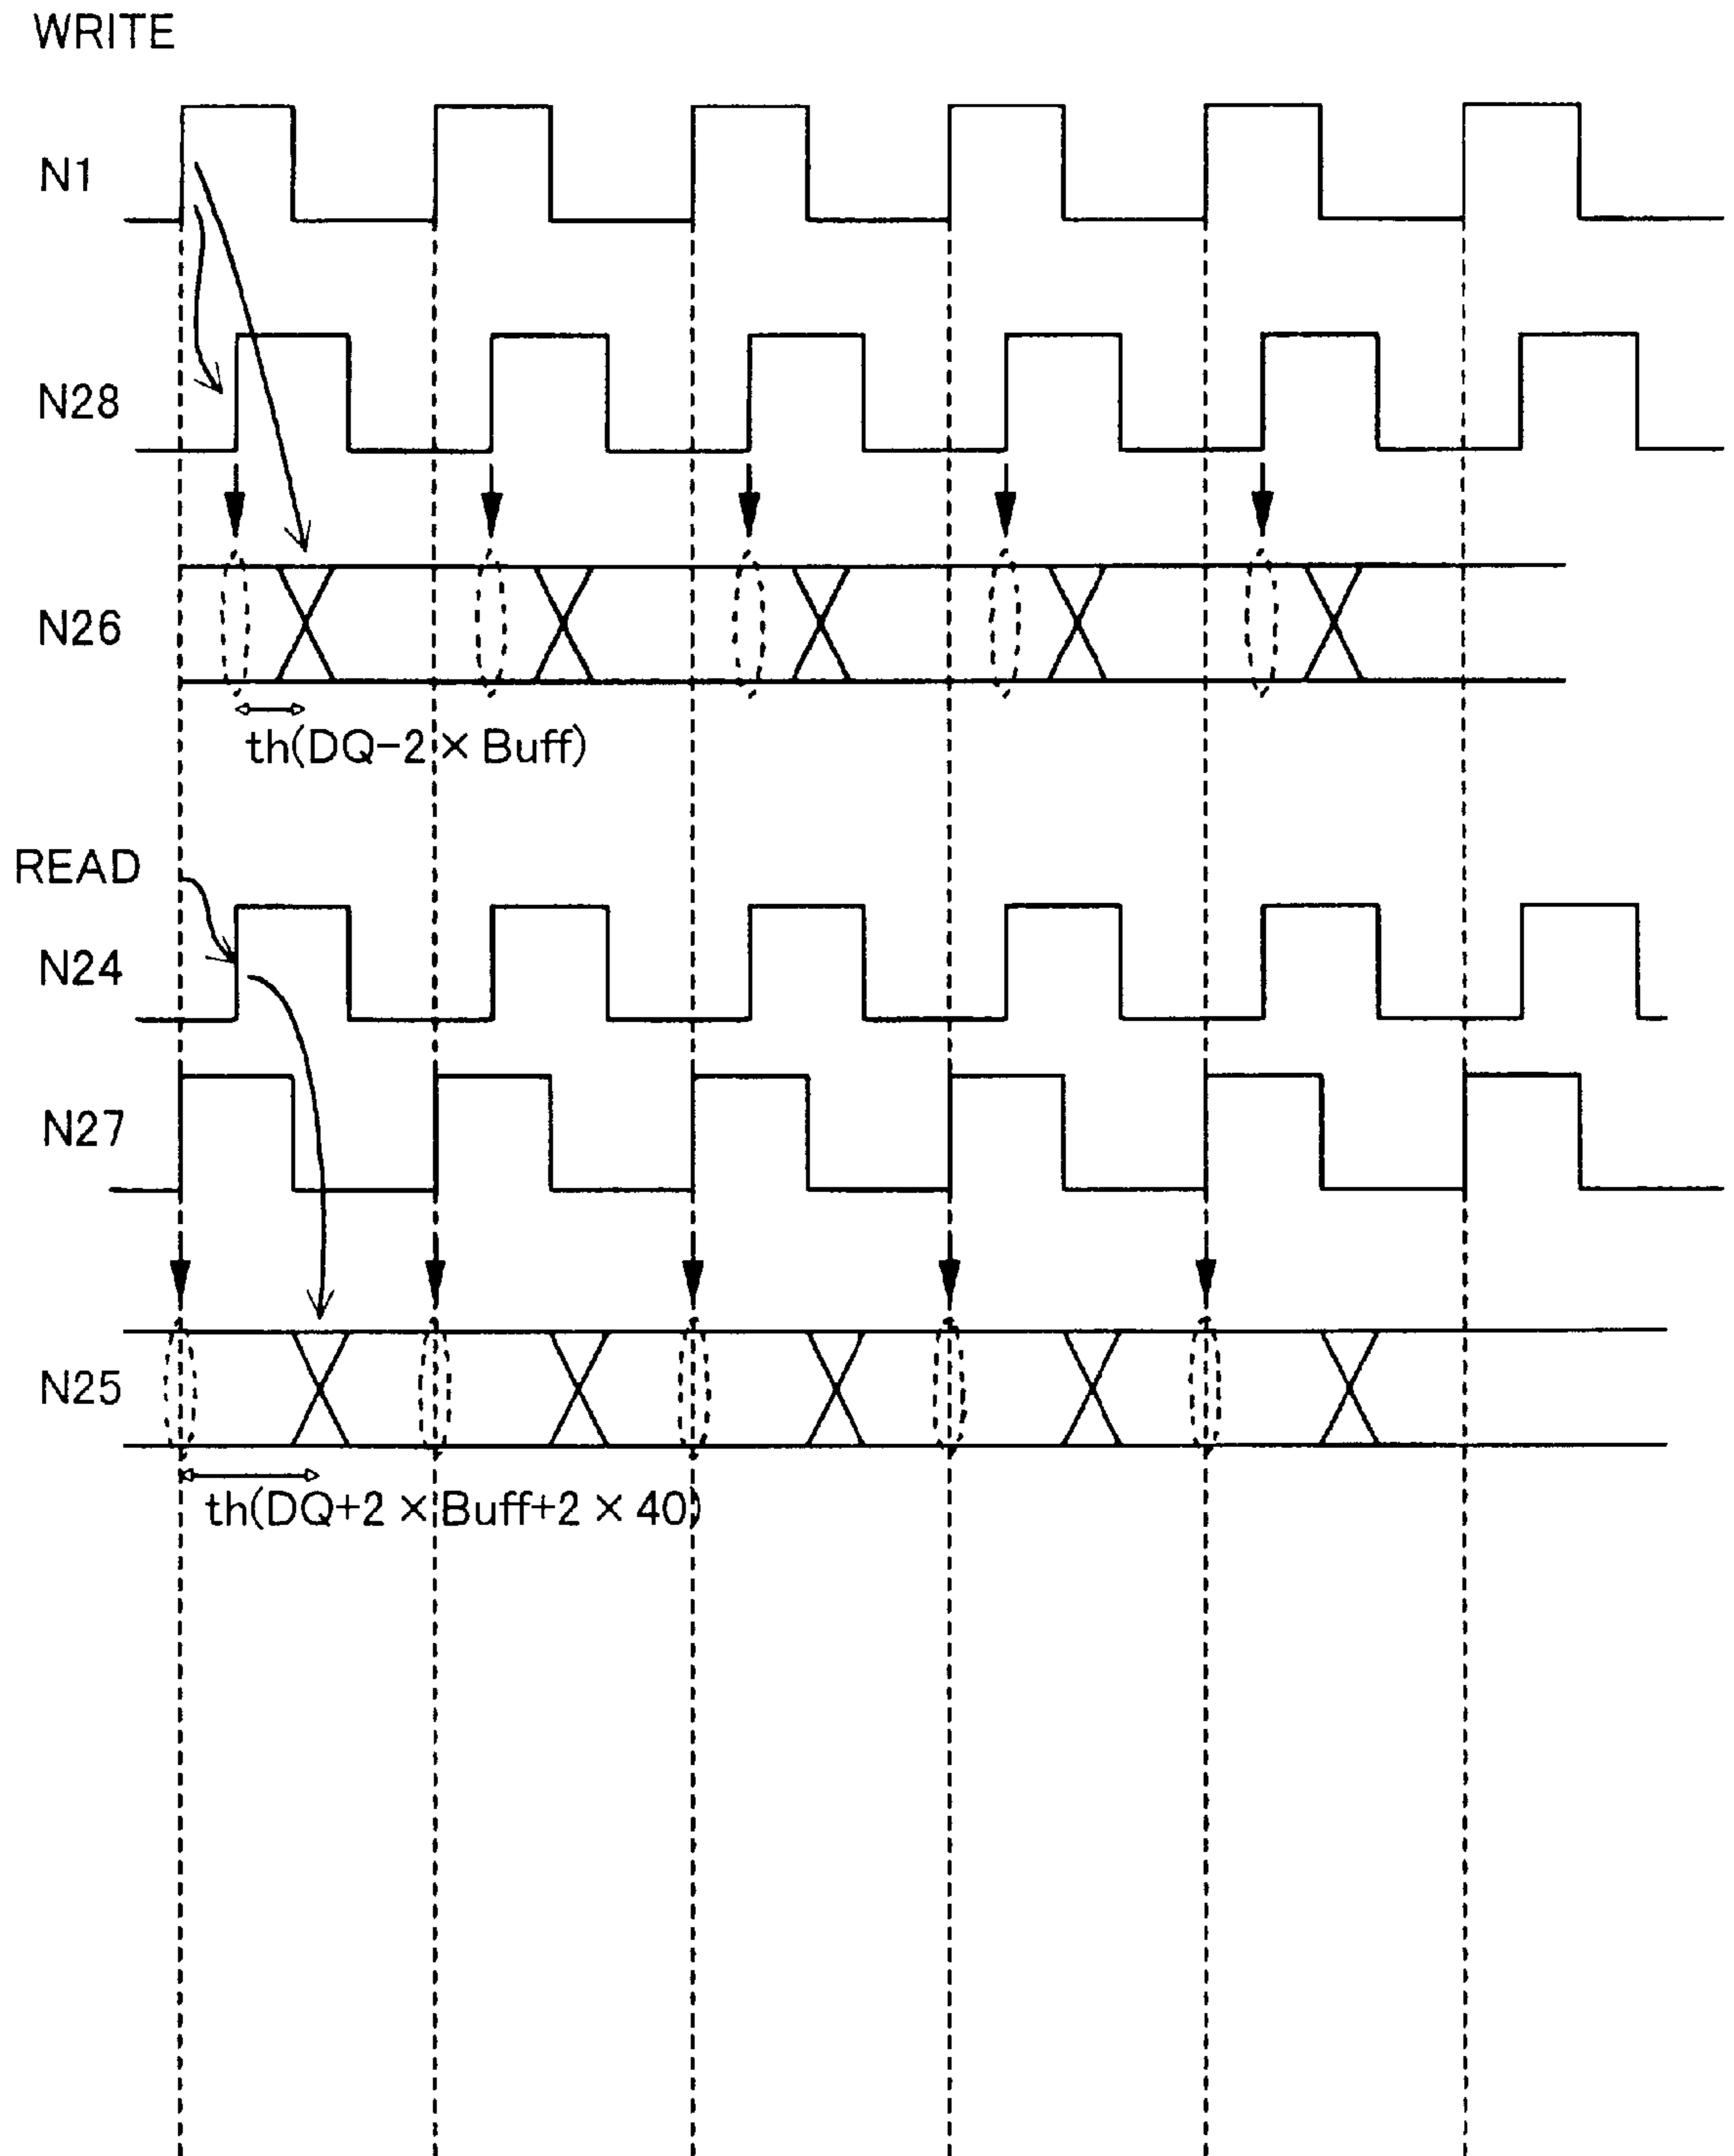 WRITE
N1
N28
N26
th(DQ−2 × Buff)
READ
N24
N27
N25
th(DQ+2 × Buff+2 × 40)